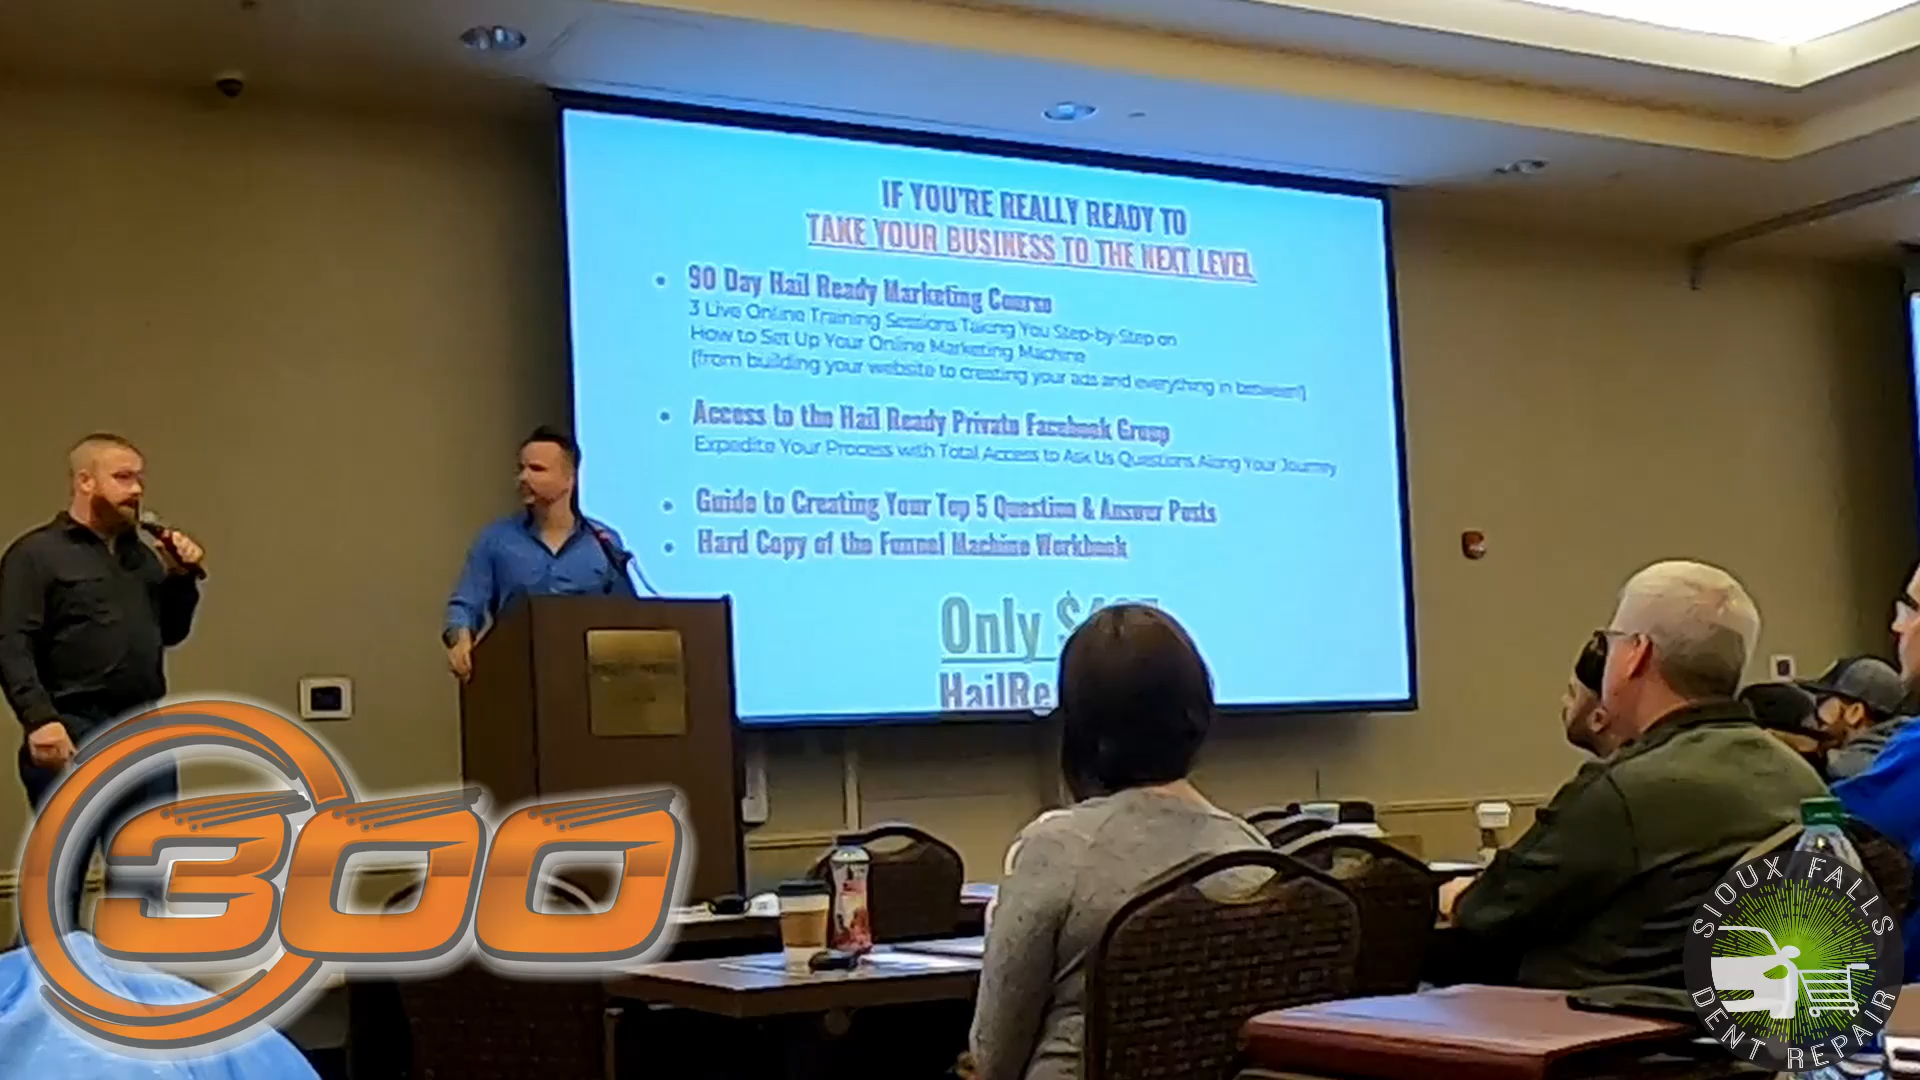 IF YOU'RE REALLY READY TO
TAKE YOUR BUSINESS TO THE NEXT LEVEL
• 90 Day Hail Ready Marketing Course
3 Live Online Training Sessions Taking You Step-by-Step on
How to Set Up Your Online Marketing Machine
(from building your website to creating your ads and everything in between!)
• Access to the Hail Ready Private Facebook Group
Expedite Your Process with Total Access to Ask Us Questions Along Your Journey
• Guide to Creating Your Top 5 Question & Answer Posts
• Hard Copy of the Funnel Machine Workbook
Only
HailRe
300
SIOUX FALLS
DENT REPAIR